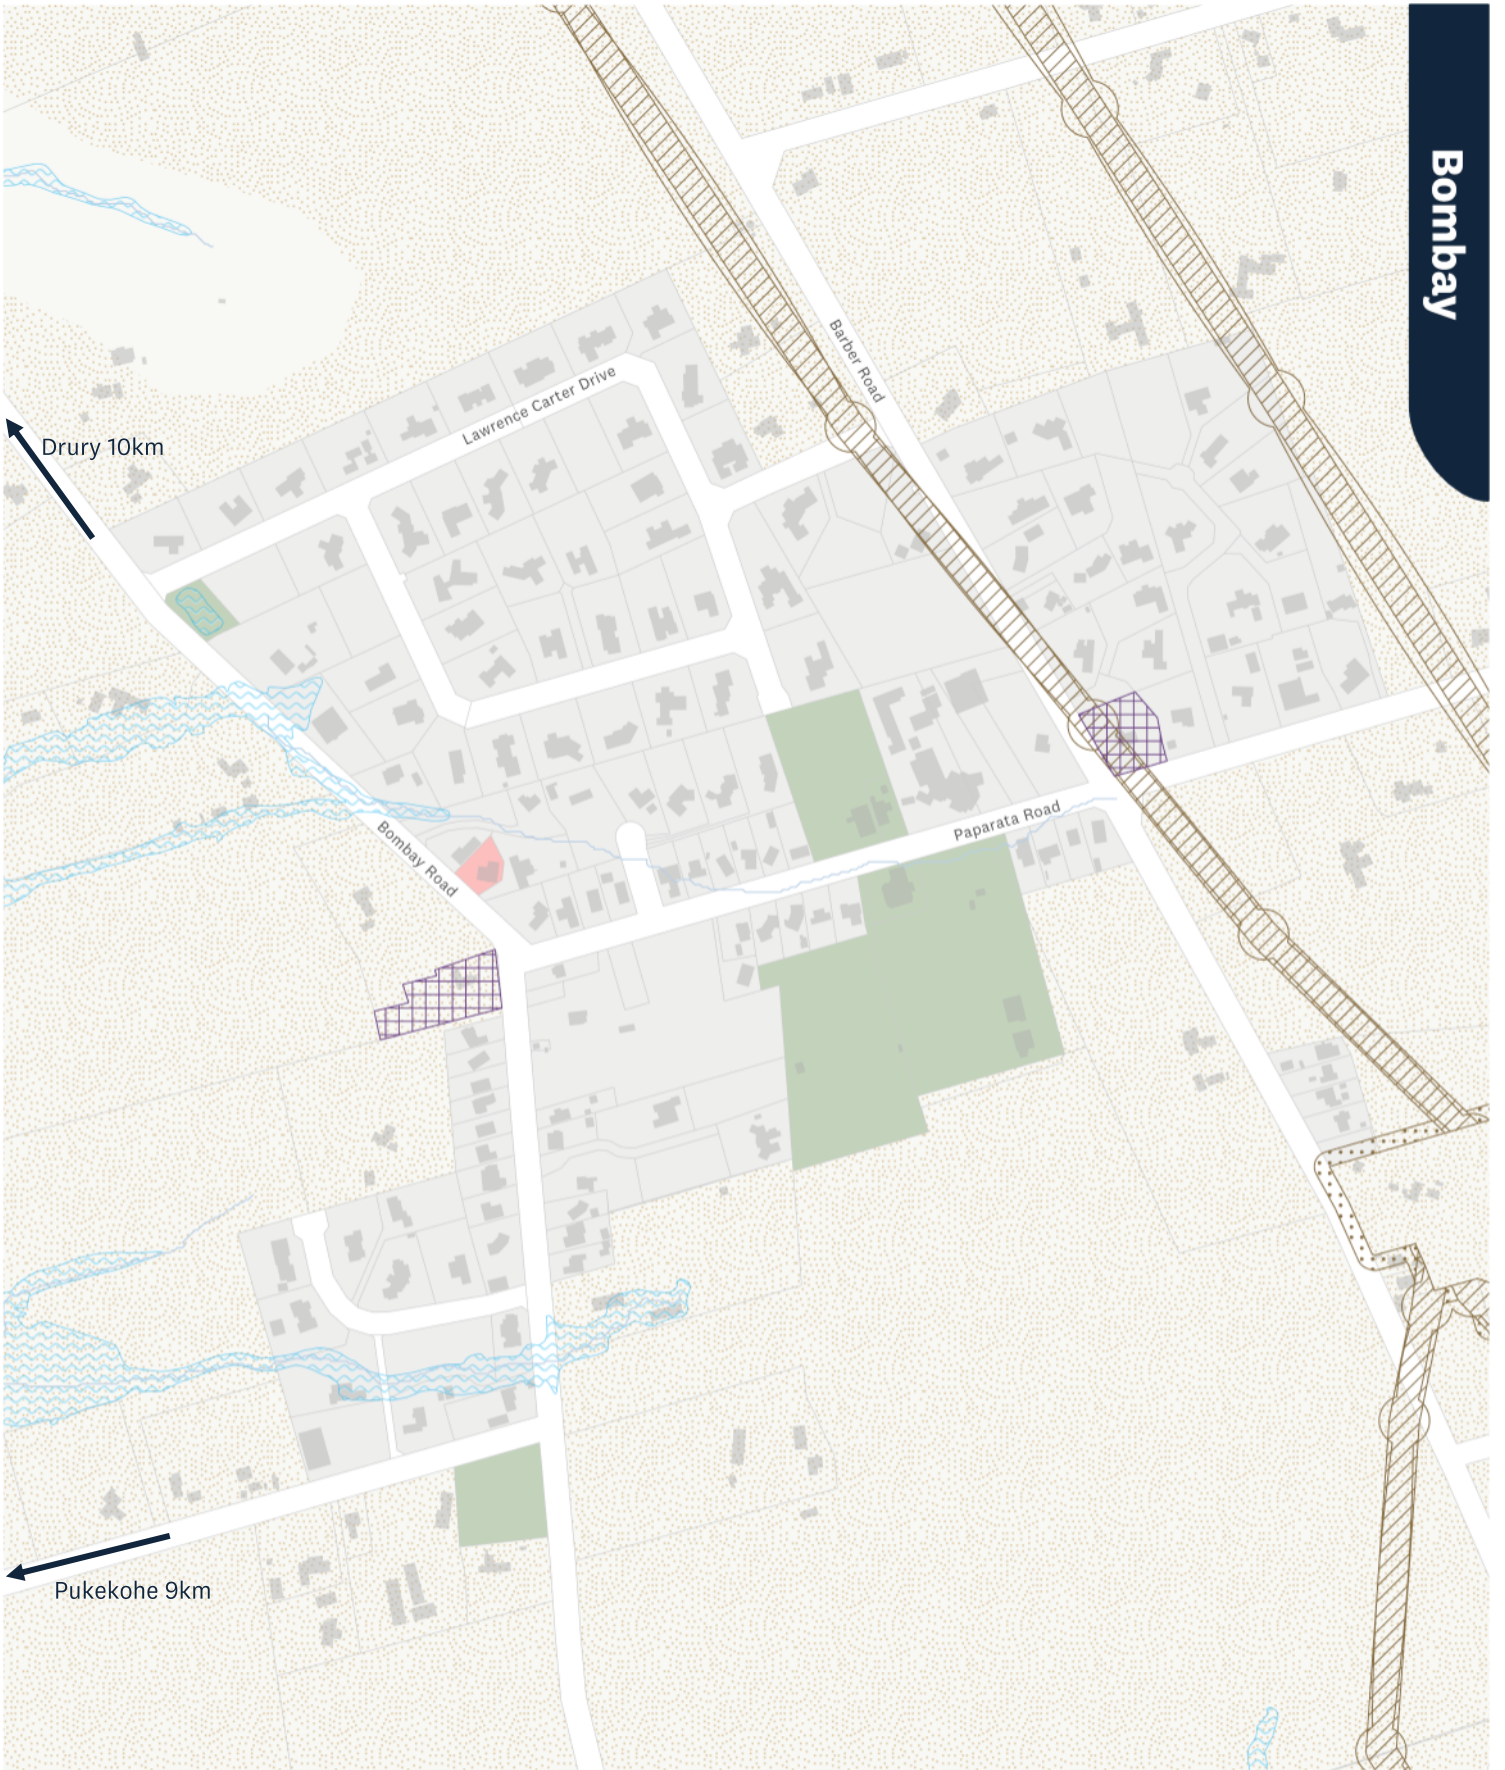 Bombay
Barber Road
Lawrence Carter Drive
Drury 10km
Paparata Road
Bombay Road
Pukekohe 9km